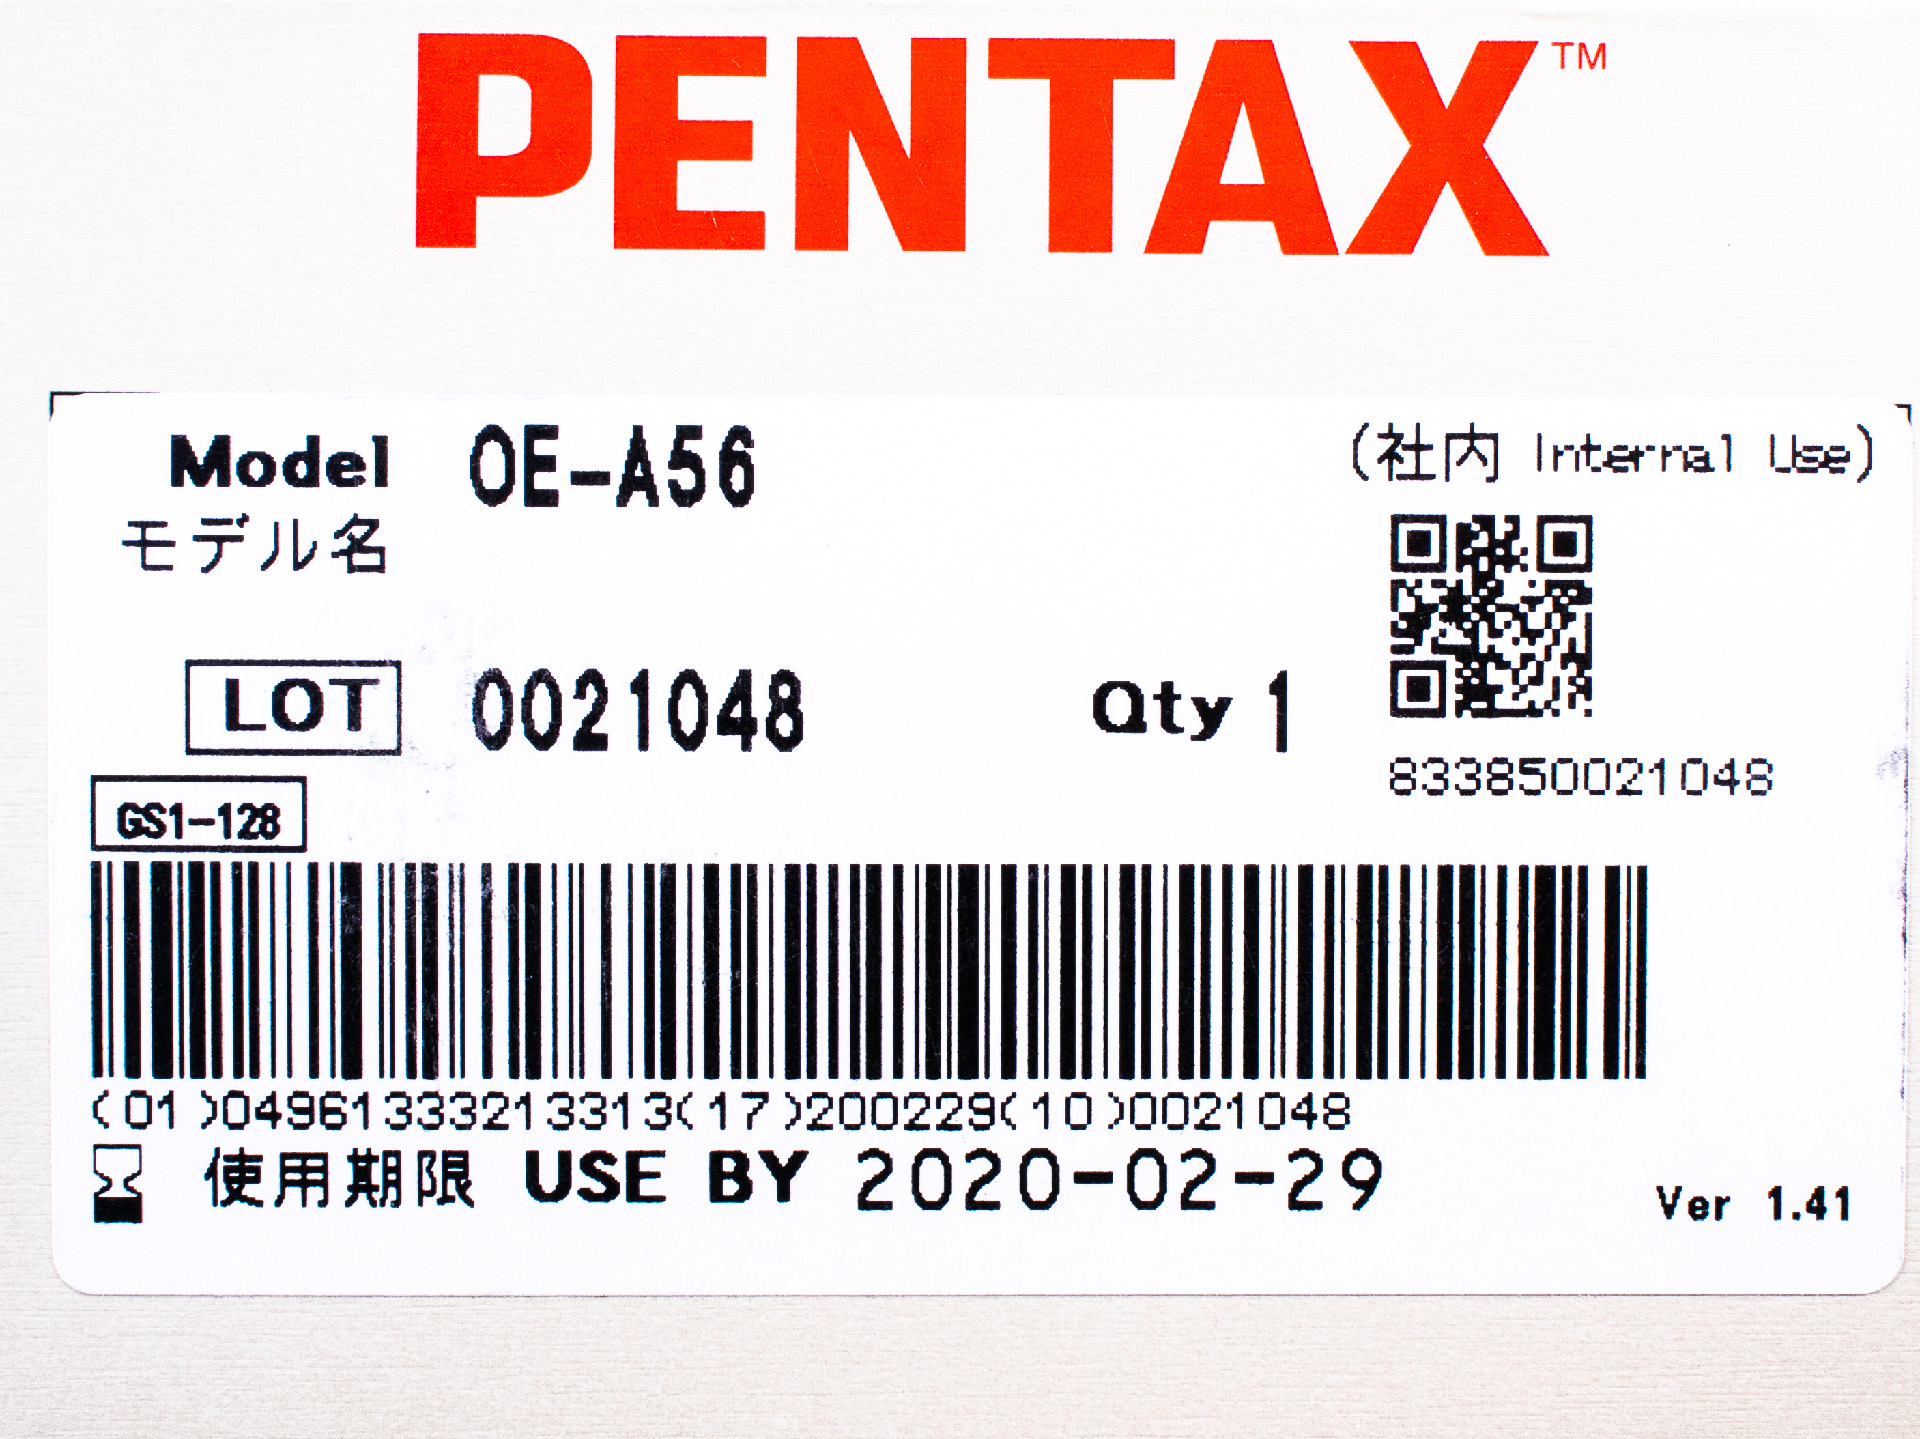 PENTAX™
Model OE-A56
モデル名
(社内 Internal Use)
LOT 0021048 Qty 1
833850021048
GS1-128
(01)04961333213313(17)200229(10)0021048
使用期限 USE BY 2020-02-29
Ver 1.41